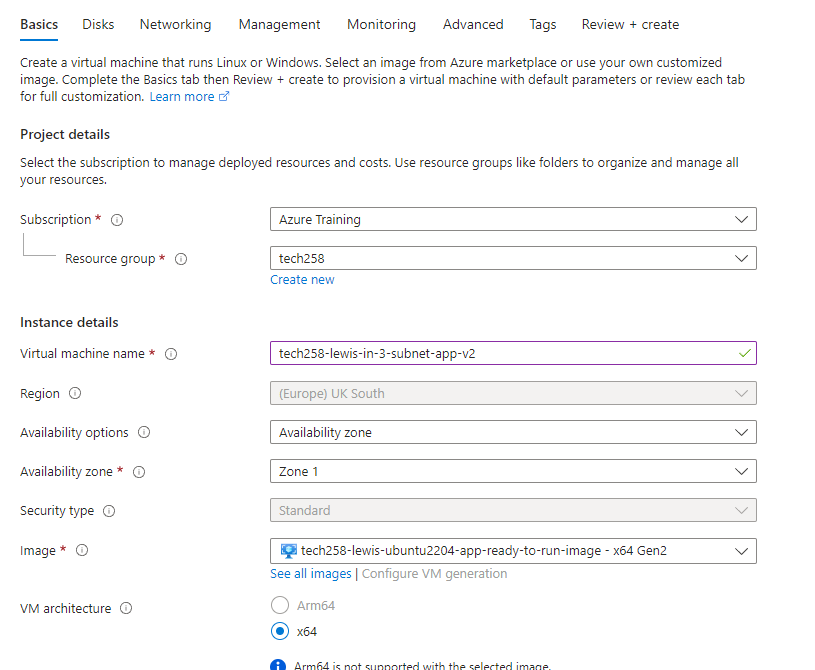 Basics Disks Networking Management Monitoring Advanced Tags Review + create
Create a virtual machine that runs Linux or Windows. Select an image from Azure marketplace or use your own customized
image. Complete the Basics tab then Review + create to provision a virtual machine with default parameters or review each tab
for full customization. Learn more
Project details
Select the subscription to manage deployed resources and costs. Use resource groups like folders to organize and manage all
your resources.
Subscription * Azure Training
Resource group * tech258
Create new
Instance details
Virtual machine name * tech258-lewis-in-3-subnet-app-v2
Region (Europe) UK South
Availability options Availability zone
Availability zone * Zone 1
Security type Standard
Image * tech258-lewis-ubuntu2204-app-ready-to-run-image - x64 Gen2
See all images | Configure VM generation
VM architecture Arm64
x64
Arm64 is not supported with the selected image.